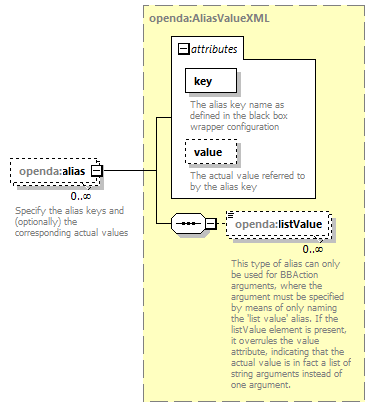 openda:AliasValueXML
attributes
key
The alias key name as
defined in the black box
wrapper configuration
value
The actual value referred to
by the alias key
openda:alias
0..∞
Specify the alias keys and
(optionally) the
corresponding actual values
openda:listValue
0..∞
This type of alias can only
be used for BBAction
arguments, where the
argument must be specified
by means of only naming
the 'list value' alias. If the
listValue element is present,
it overrules the value
attribute, indicating that the
actual value is in fact a list of
string arguments instead of
one argument.